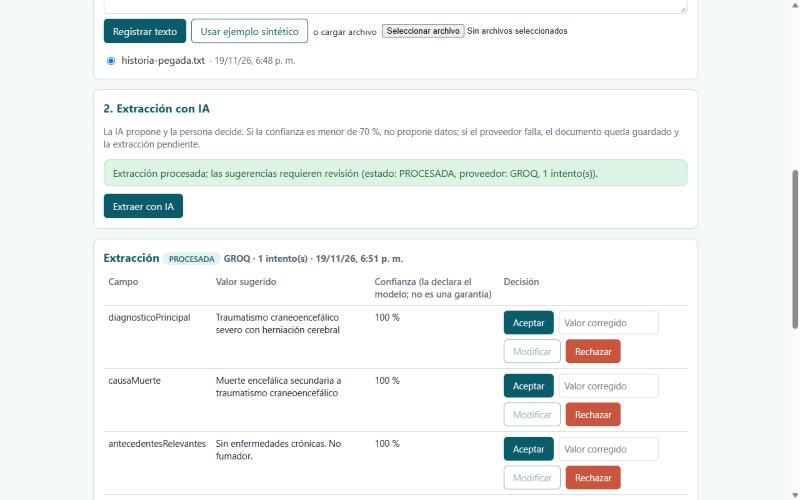 Registrar texto Usar ejemplo sintético o cargar archivo Seleccionar archivo Sin archivos seleccionados
historia-pegada.txt · 19/11/26, 6:48 p. m.
2. Extracción con IA
La IA propone y la persona decide. Si la confianza es menor de 70 %, no propone datos; si el proveedor falla, el documento queda guardado y
la extracción pendiente.
Extracción procesada; las sugerencias requieren revisión (estado: PROCESADA, proveedor: GROQ, 1 intento(s)).
Extraer con IA
Extracción PROCESADA GROQ · 1 intento(s) · 19/11/26, 6:51 p. m.
Campo Valor sugerido Confianza (la declara el Decisión
modelo; no es una garantía)
diagnosticoPrincipal Traumatismo craneoencefálico 100 % Aceptar Valor corregido
severo con herniación cerebral
Modificar Rechazar
causaMuerte Muerte encefálica secundaria a 100 % Aceptar Valor corregido
traumatismo craneoencefálico
Modificar Rechazar
antecedentesRelevantes Sin enfermedades crónicas. No 100 % Aceptar Valor corregido
fumador.
Modificar Rechazar